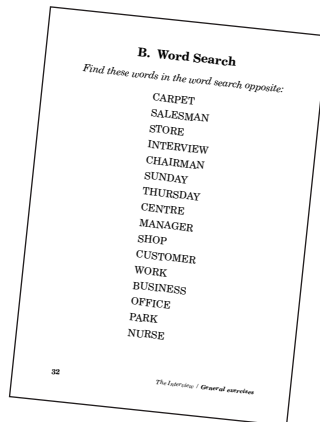 B. Word Search
Find these words in the word search opposite:
CARPET
SALESMAN
STORE
INTERVIEW
CHAIRMAN
SUNDAY
THURSDAY
CENTRE
MANAGER
SHOP
CUSTOMER
WORK
BUSINESS
OFFICE
PARK
NURSE
32
The Interview / General exercises